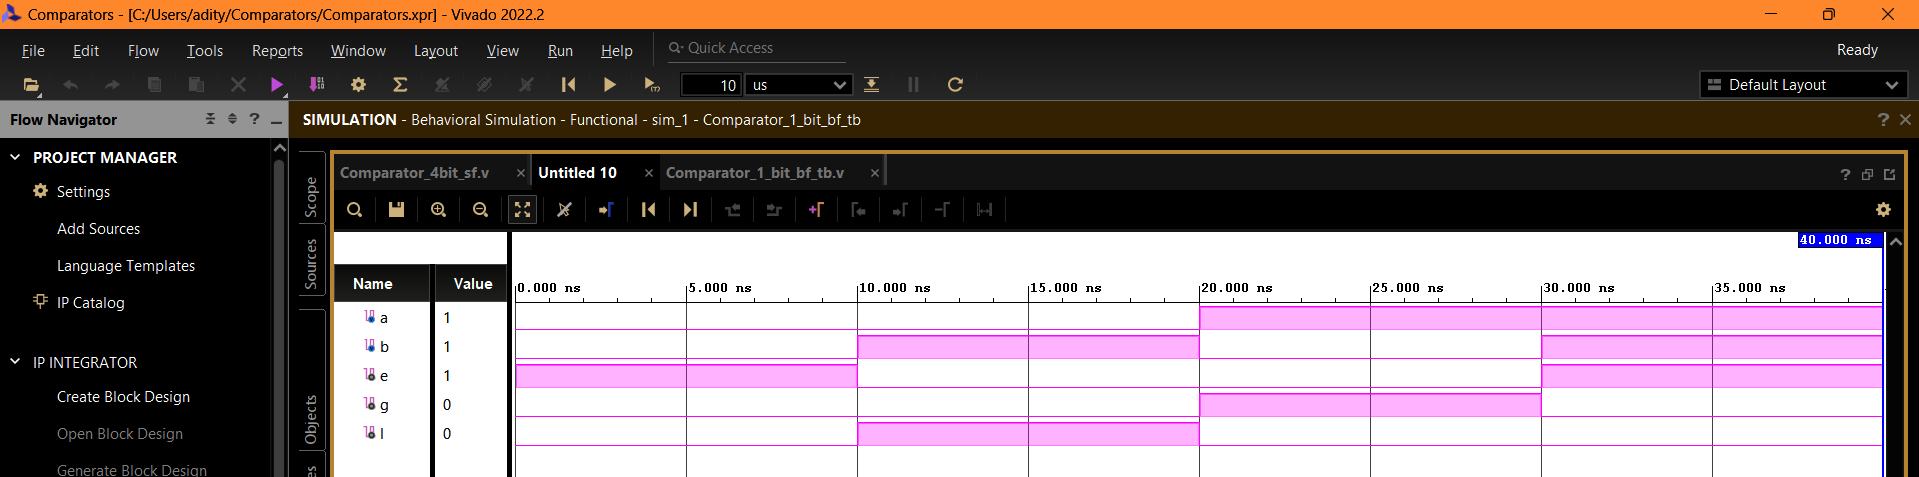 Comparators - [C:/Users/adity/Comparators/Comparators.xpr] - Vivado 2022.2
File Edit Flow Tools Reports Window Layout View Run Help Quick Access Ready
10 us Default Layout
Flow Navigator
SIMULATION - Behavioral Simulation - Functional - sim_1 - Comparator_1_bit_bf_tb
PROJECT MANAGER
Settings
Add Sources
Language Templates
IP Catalog
IP INTEGRATOR
Create Block Design
Open Block Design
Generate Block Design
Scope
Sources
Objects
Comparator_4bit_sf.v Untitled 10 Comparator_1_bit_bf_tb.v
40.000 ns
Name Value
0.000 ns 5.000 ns 10.000 ns 15.000 ns 20.000 ns 25.000 ns 30.000 ns 35.000 ns
a 1
b 1
e 1
g 0
l 0